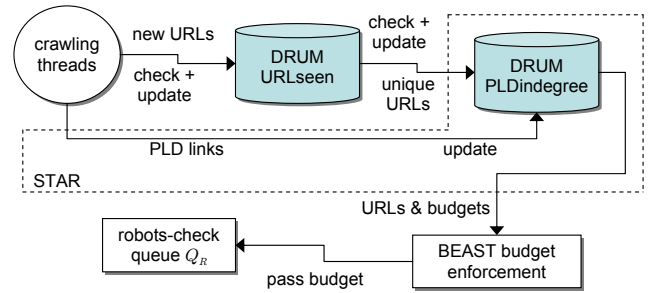 crawling
threads
new URLs
check +
update
DRUM
URLseen
check +
update
unique
URLs
DRUM
PLDindegree
PLD links
update
STAR
URLs & budgets
robots-check
queue Q_R
pass budget
BEAST budget
enforcement